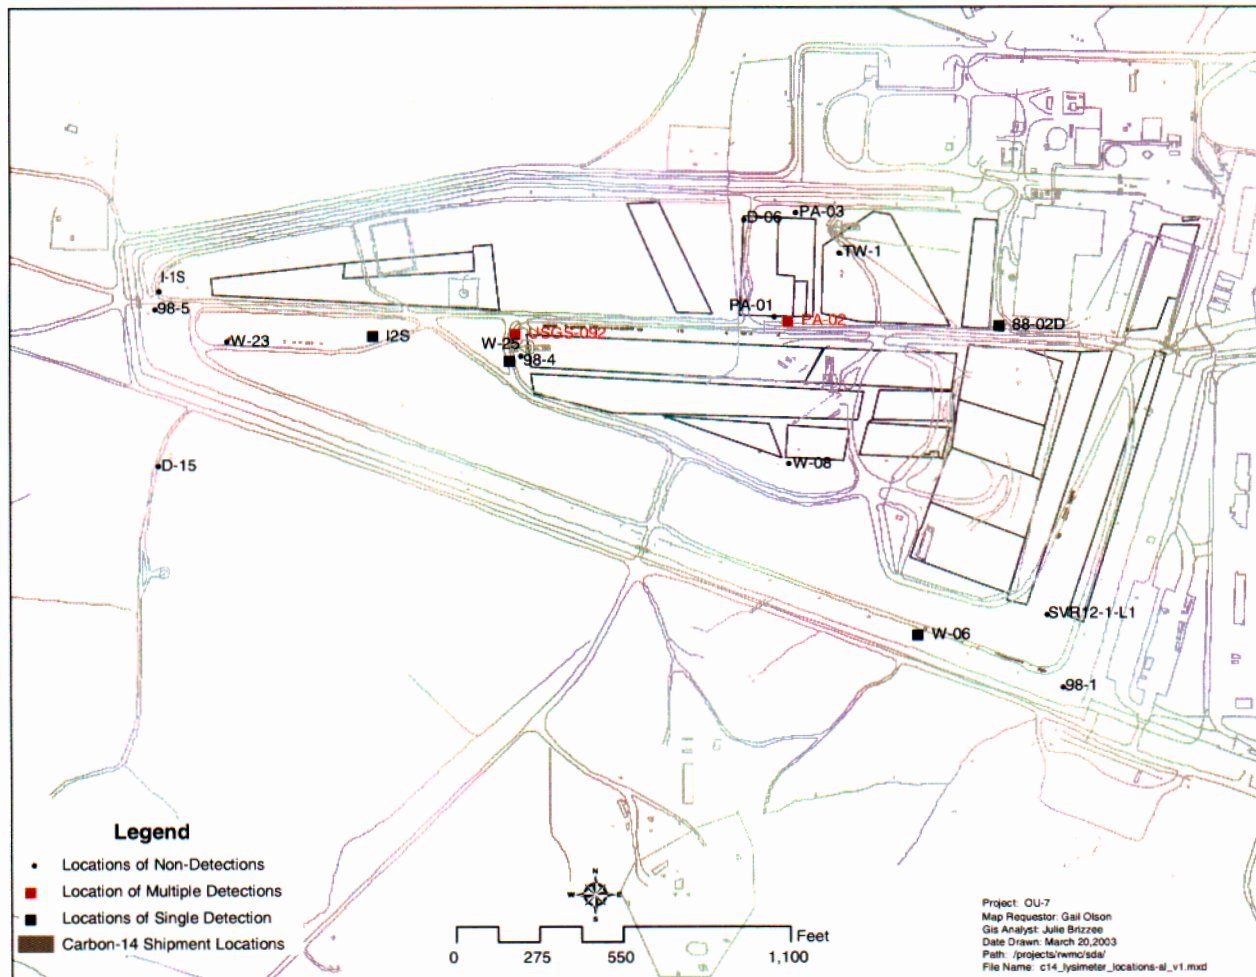 D-06
PA-03
TW-1
I-1S
98-5
PA-01
PA-02
88-02D
USGS-092
W-23
I2S
W-25
98-4
D-15
W-08
SVR12-1-L1
W-06
98-1
Legend
Locations of Non-Detections
Location of Multiple Detections
Locations of Single Detection
Carbon-14 Shipment Locations
N
W E
S
Feet
0 275 550 1,100
Project: OU-7
Map Requestor: Gail Olson
Gis Analyst: Julie Brizzee
Date Drawn: March 20,2003
Path: /projects/rwmc/sda/
File Name: c14_lysimeter_locations-al_v1.mxd